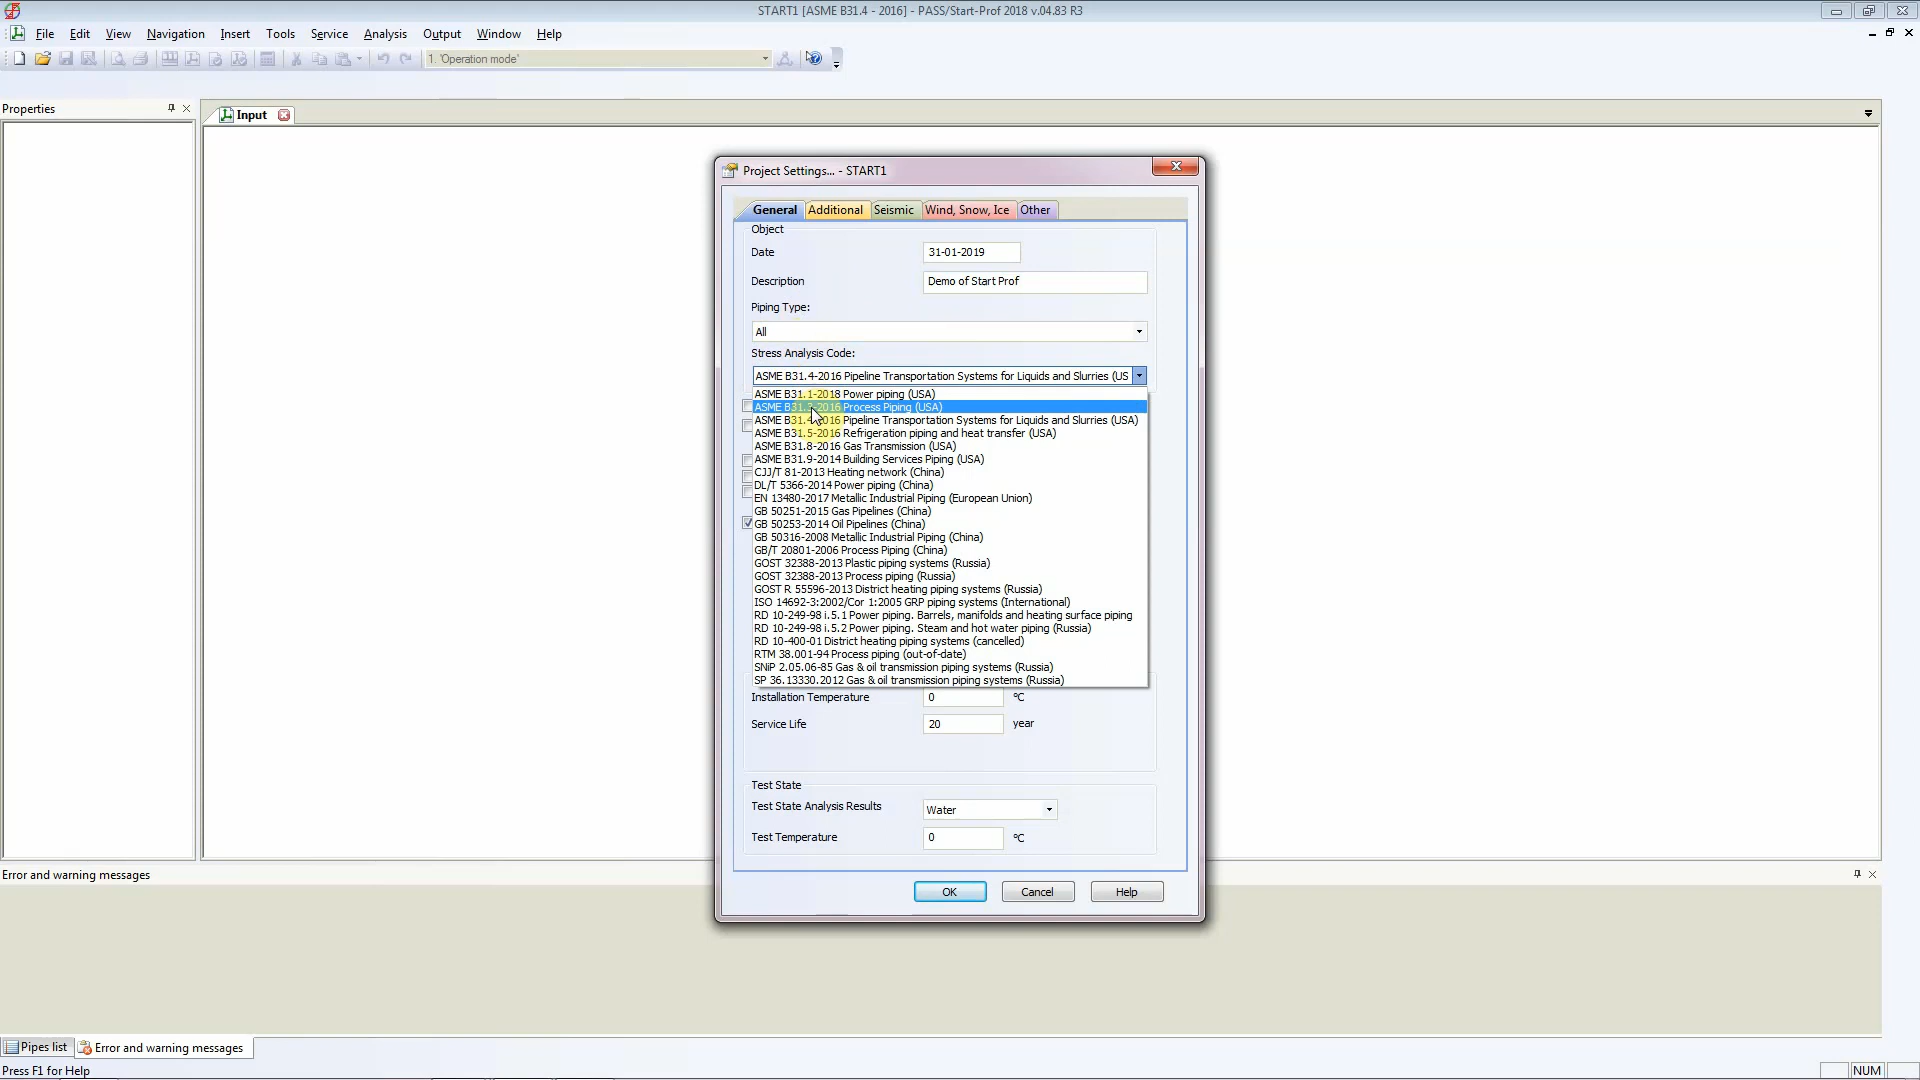 START1 [ASME B31.4 - 2016] - PASS/Start-Prof 2018 v.04.83 R3
File Edit View Navigation Insert Tools Service Analysis Output Window Help
1. 'Operation mode'
Properties
Input
Project Settings... - START1
General Additional Seismic Wind, Snow, Ice Other
Object
Date 31-01-2019
Description Demo of Start Prof
Piping Type:
All
Stress Analysis Code:
ASME B31.4-2016 Pipeline Transportation Systems for Liquids and Slurries (US
ASME B31.1-2018 Power piping (USA)
ASME B31.3-2016 Process Piping (USA)
ASME B31.4-2016 Pipeline Transportation Systems for Liquids and Slurries (USA)
ASME B31.5-2016 Refrigeration piping and heat transfer (USA)
ASME B31.8-2016 Gas Transmission (USA)
ASME B31.9-2014 Building Services Piping (USA)
CJJ/T 81-2013 Heating network (China)
DL/T 5366-2014 Power piping (China)
EN 13480-2017 Metallic Industrial Piping (European Union)
GB 50251-2015 Gas Pipelines (China)
GB 50253-2014 Oil Pipelines (China)
GB 50316-2008 Metallic Industrial Piping (China)
GB/T 20801-2006 Process Piping (China)
GOST 32388-2013 Plastic piping systems (Russia)
GOST 32388-2013 Process piping (Russia)
GOST R 55596-2013 District heating piping systems (Russia)
ISO 14692-3:2002/Cor 1:2005 GRP piping systems (International)
RD 10-249-98 i.5.1 Power piping. Barrels, manifolds and heating surface piping
RD 10-249-98 i.5.2 Power piping. Steam and hot water piping (Russia)
RD 10-400-01 District heating piping systems (cancelled)
RTM 38.001-94 Process piping (out-of-date)
SNiP 2.05.06-85 Gas & oil transmission piping systems (Russia)
SP 36.13330.2012 Gas & oil transmission piping systems (Russia)
Installation Temperature 0 ºC
Service Life 20 year
Test State
Test State Analysis Results Water
Test Temperature 0 ºC
OK Cancel Help
Error and warning messages
Pipes list Error and warning messages
Press F1 for Help NUM